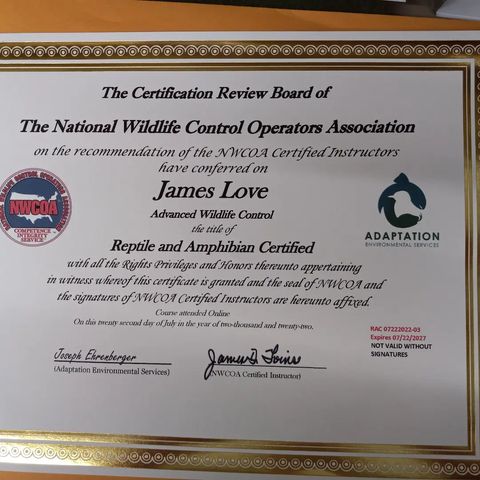 The Certification Review Board of
The National Wildlife Control Operators Association
on the recommendation of the NWCOA Certified Instructors
have conferred on
James Love
Advanced Wildlife Control
the title of
Reptile and Amphibian Certified
with all the Rights Privileges and Honors thereunto appertaining
in witness whereof this certificate is granted and the seal of NWCOA and
the signatures of NWCOA Certified Instructors are hereunto affixed.
Course attended Online
On this twenty second day of July in the year of two-thousand and twenty-two.
NWCOA
COMPETENCE
INTEGRITY
SERVICE
ADAPTATION
ENVIRONMENTAL SERVICES
RAC 07222022-03
Expires 07/22/2027
NOT VALID WITHOUT
SIGNATURES
Joseph Ehrenberger
(Adaptation Environmental Services)
NWCOA Certified Instructor)